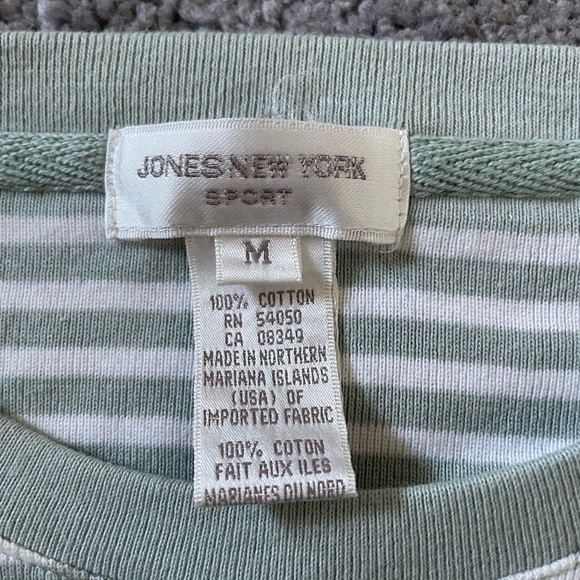 JONES NEW YORK
SPORT
M
100% COTTON
RN 54050
CA 08349
MADE IN NORTHERN
MARIANA ISLANDS
(USA) OF
IMPORTED FABRIC
100% COTON
FAIT AUX ILES
MARIANES DU NORD